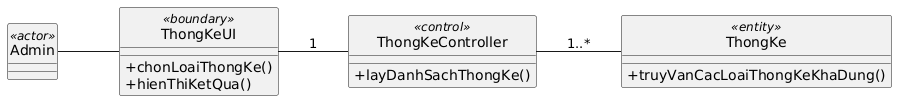 «actor»
Admin
«boundary»
ThongKeUI
+chonLoaiThongKe()
+hienThiKetQua()
1
«control»
ThongKeController
+layDanhSachThongKe()
1..*
«entity»
ThongKe
+truyVanCacLoaiThongKeKhaDung()